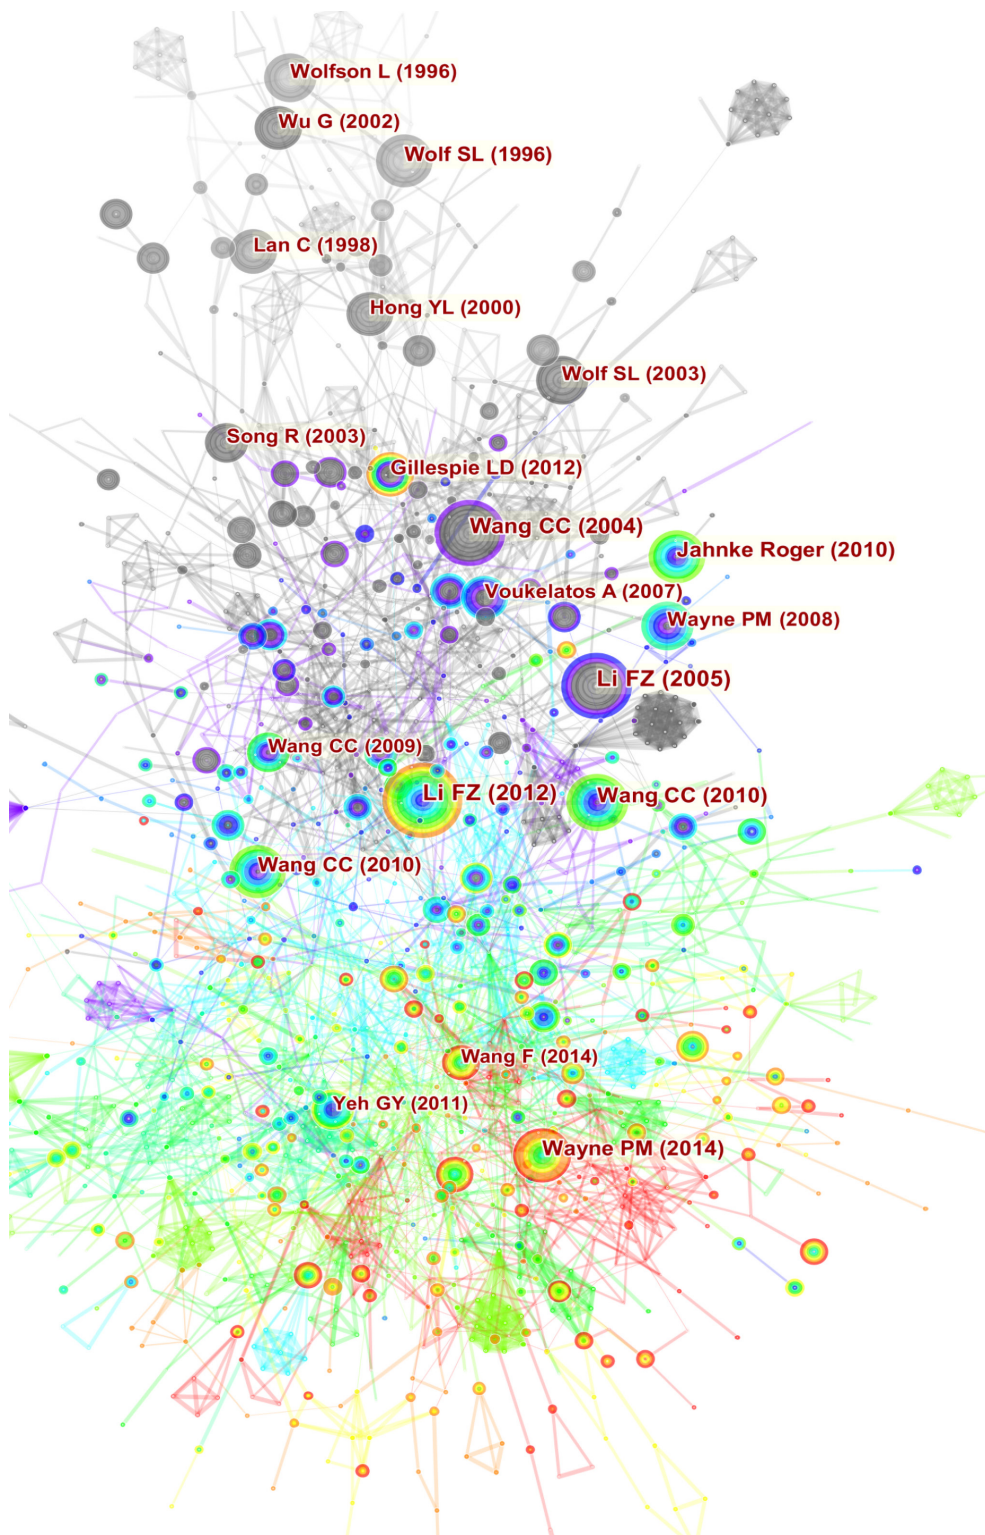 Wolfson L (1996)
Wu G (2002)
Wolf SL (1996)
Lan C (1998)
Hong YL (2000)
Wolf SL (2003)
Song R (2003)
Gillespie LD (2012)
Wang CC (2004)
Jahnke Roger (2010)
Voukelatos A (2007)
Wayne PM (2008)
Li FZ (2005)
Wang CC (2009)
Li FZ (2012)
Wang CC (2010)
Wang CC (2010)
Wang F (2014)
Yeh GY (2011)
Wayne PM (2014)